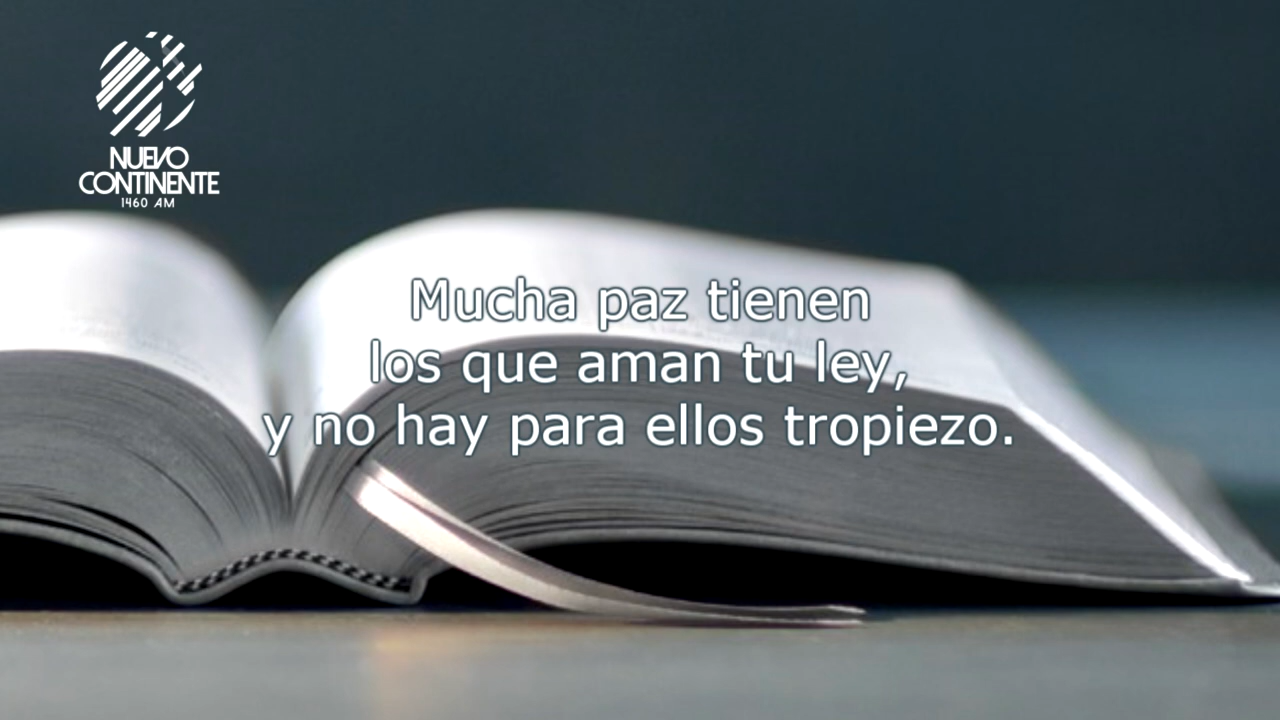 NUEVO
CONTINENTE
1460 AM
Mucha paz tienen
los que aman tu ley,
y no hay para ellos tropiezo.